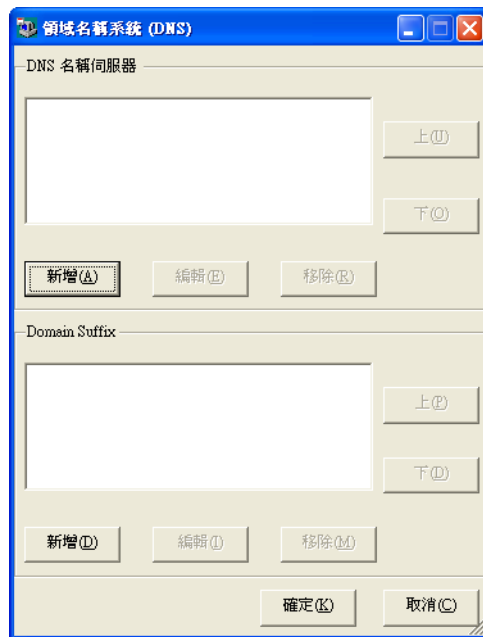 領域名稱系統 (DNS)
DNS 名稱伺服器
上(U)
下(O)
新增(A) 編輯(E) 移除(R)
Domain Suffix
上(P)
下(D)
新增(D) 編輯(I) 移除(M)
確定(K) 取消(C)